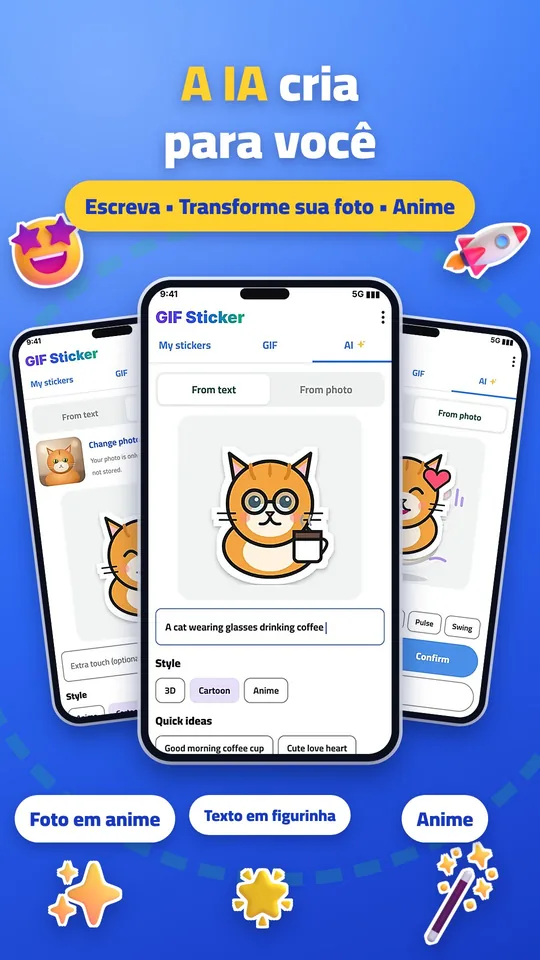 A IA cria
para você
Escreva • Transforme sua foto • Anime
9:41
GIF Sticker
My stickers
GIF
From text
Change photo
Your photo is only
not stored.
Extra touch (optional
Style
Anime
9:41
5G
GIF Sticker
My stickers
GIF
AI
From text
From photo
A cat wearing glasses drinking coffee
Style
3D
Cartoon
Anime
Quick ideas
Good morning coffee cup
Cute love heart
5G
GIF
AI
From photo
Pulse
Swing
Confirm
Foto em anime
Texto em figurinha
Anime